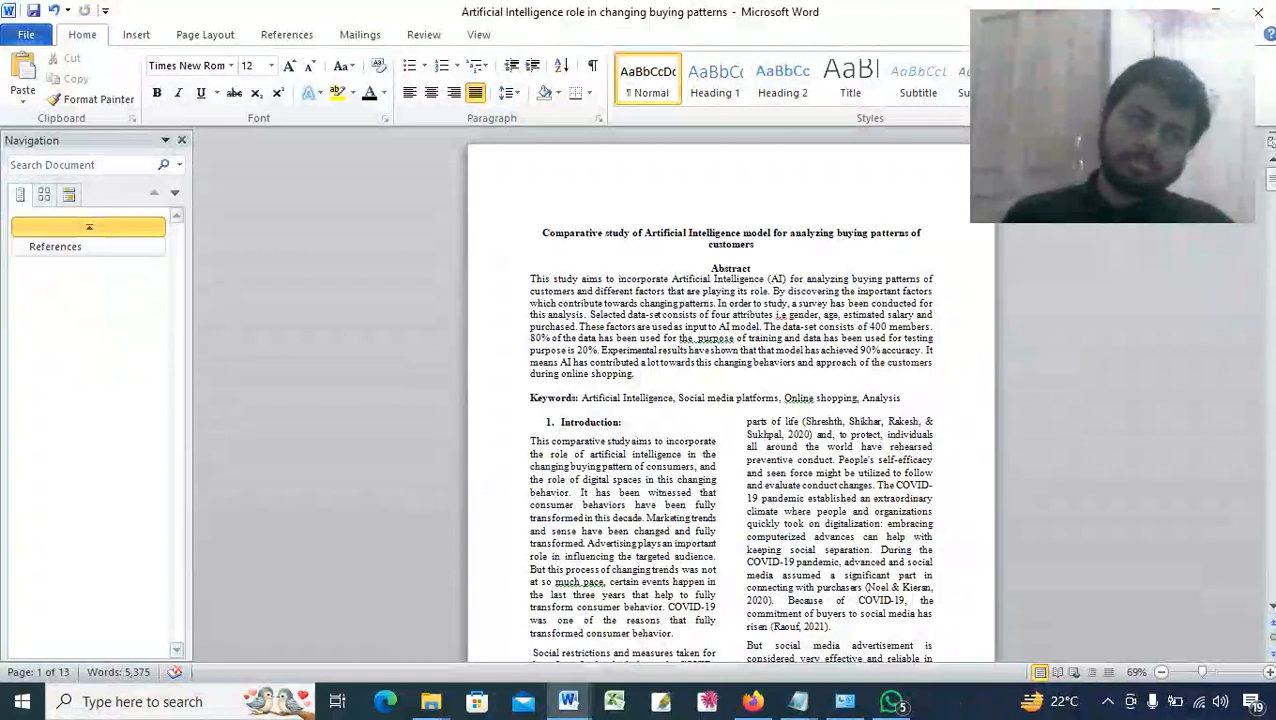 Artificial Intelligence role in changing buying patterns - Microsoft Word
File Home Insert Page Layout References Mailings Review View
Paste
Cut
Copy
Format Painter
Clipboard
Times New Rom 12
Font
Paragraph
AaBbCcDc
¶ Normal
AaBbC
Heading 1
AaBbCc
Heading 2
AaBl
Title
AaBbCcL
Subtitle
Styles
Navigation
Search Document
References
Comparative study of Artificial Intelligence model for analyzing buying patterns of
customers
Abstract
This study aims to incorporate Artificial Intelligence (AI) for analyzing buying patterns of
customers and different factors that are playing its role. By discovering the important factors
which contribute towards changing patterns. In order to study, a survey has been conducted for
this analysis. Selected data-set consists of four attributes i.e gender, age, estimated salary and
purchased. These factors are used as input to AI model. The data-set consists of 400 members.
80% of the data has been used for the purpose of training and data has been used for testing
purpose is 20%. Experimental results have shown that that model has achieved 90% accuracy. It
means AI has contributed a lot towards this changing behaviors and approach of the customers
during online shopping.
Keywords: Artificial Intelligence, Social media platforms, Online shopping, Analysis
1. Introduction:
This comparative study aims to incorporate
the role of artificial intelligence in the
changing buying pattern of consumers, and
the role of digital spaces in this changing
behavior. It has been witnessed that
consumer behaviors have been fully
transformed in this decade. Marketing trends
and sense have been changed and fully
transformed. Advertising plays an important
role in influencing the targeted audience.
But this process of changing trends was not
at so much pace, certain events happen in
the last three years that help to fully
transform consumer behavior. COVID-19
was one of the reasons that fully
transformed consumer behavior.
Social restrictions and measures taken for
parts of life (Shreshth, Shikhar, Rakesh, &
Sukhpal, 2020) and, to protect, individuals
all around the world have rehearsed
preventive conduct. People's self-efficacy
and seen force might be utilized to follow
and evaluate conduct changes. The COVID-
19 pandemic established an extraordinary
climate where people and organizations
quickly took on digitalization: embracing
computerized advances can help with
keeping social separation. During the
COVID-19 pandemic, advanced and social
media assumed a significant part in
connecting with purchasers (Noel & Kieran,
2020). Because of COVID-19, the
commitment of buyers to social media has
risen (Raouf, 2021).
But social media advertisement is
considered very effective and reliable in
Page: 1 of 13 Words: 5,375 69%
Type here to search 5 22°C 19